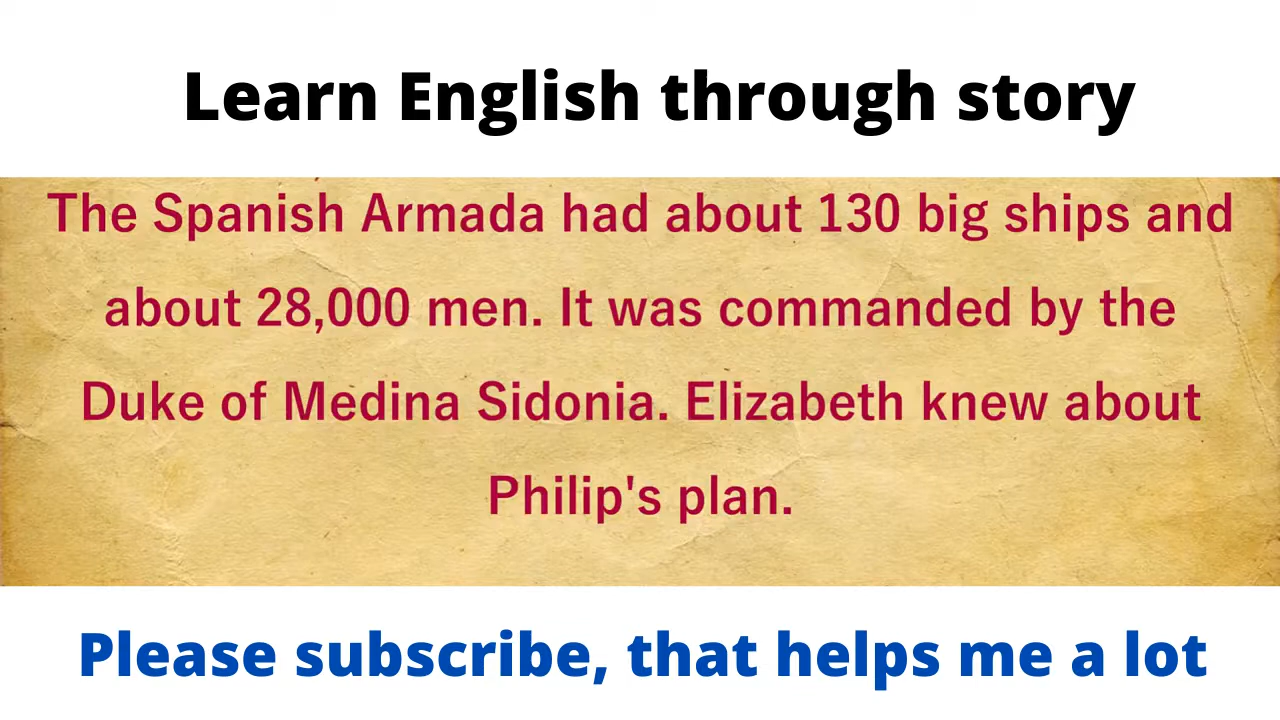 Learn English through story
The Spanish Armada had about 130 big ships and
about 28,000 men. It was commanded by the
Duke of Medina Sidonia. Elizabeth knew about
Philip's plan.
Please subscribe, that helps me a lot